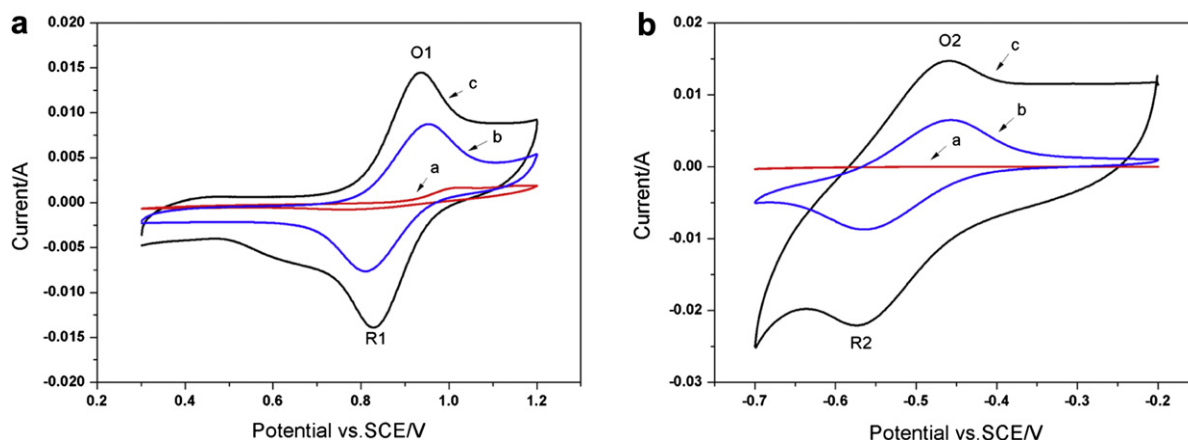 a
0.020
0.015
0.010
0.005
0.000
-0.005
-0.010
-0.015
-0.020
Current/A
O1
c
b
a
R1
0.2 0.4 0.6 0.8 1.0 1.2
Potential vs.SCE/V
b
0.02
0.01
0.00
-0.01
-0.02
-0.03
Current/A
O2
c
b
a
R2
-0.7 -0.6 -0.5 -0.4 -0.3 -0.2
Potential vs.SCE/V